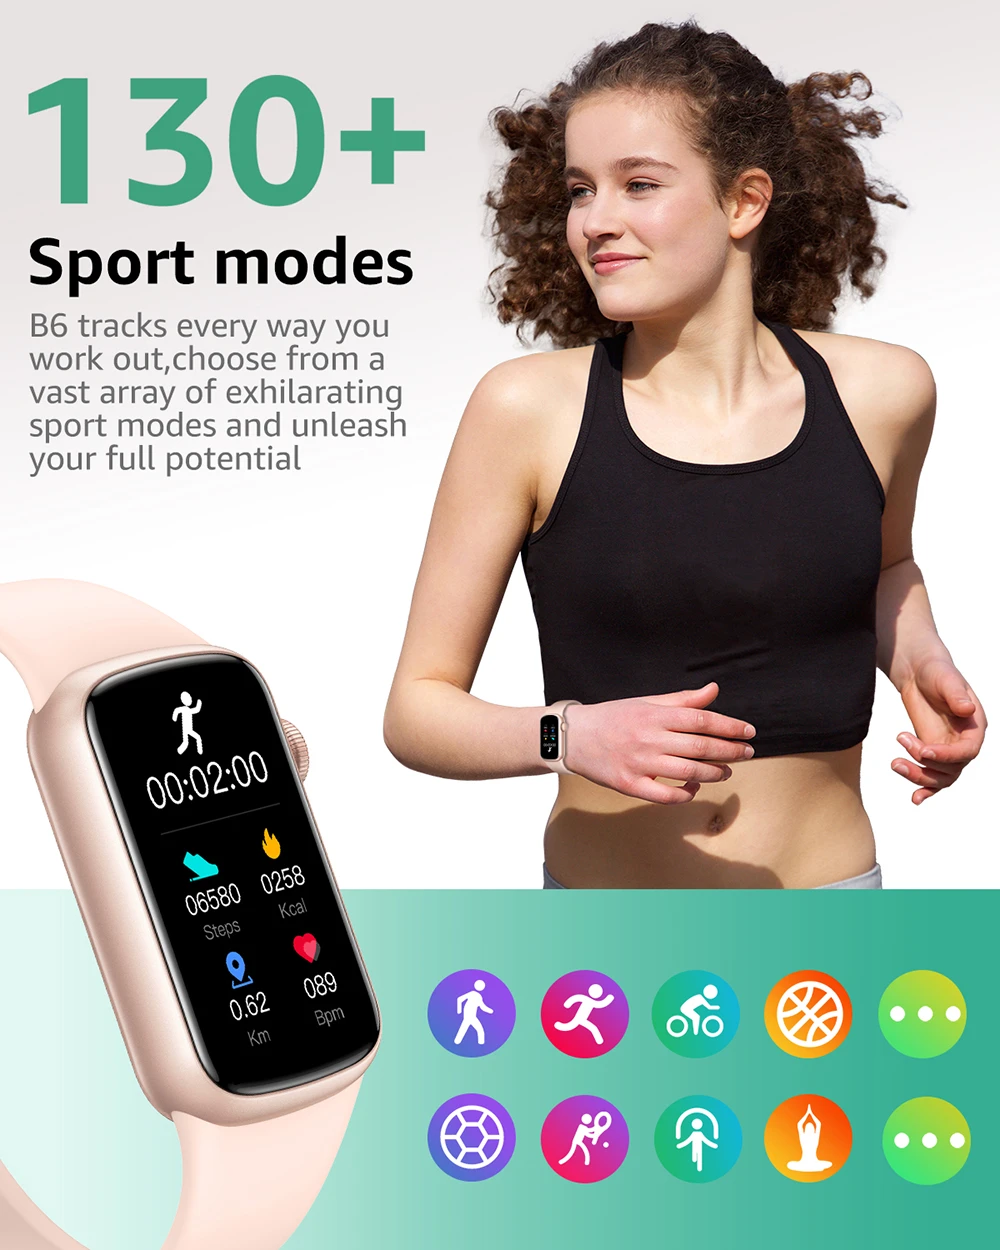 130+
Sport modes
B6 tracks every way you
work out,choose from a
vast array of exhilarating
sport modes and unleash
your full potential
00:02:00
06580
Steps
0258
Kcal
0.62
Km
089
Bpm